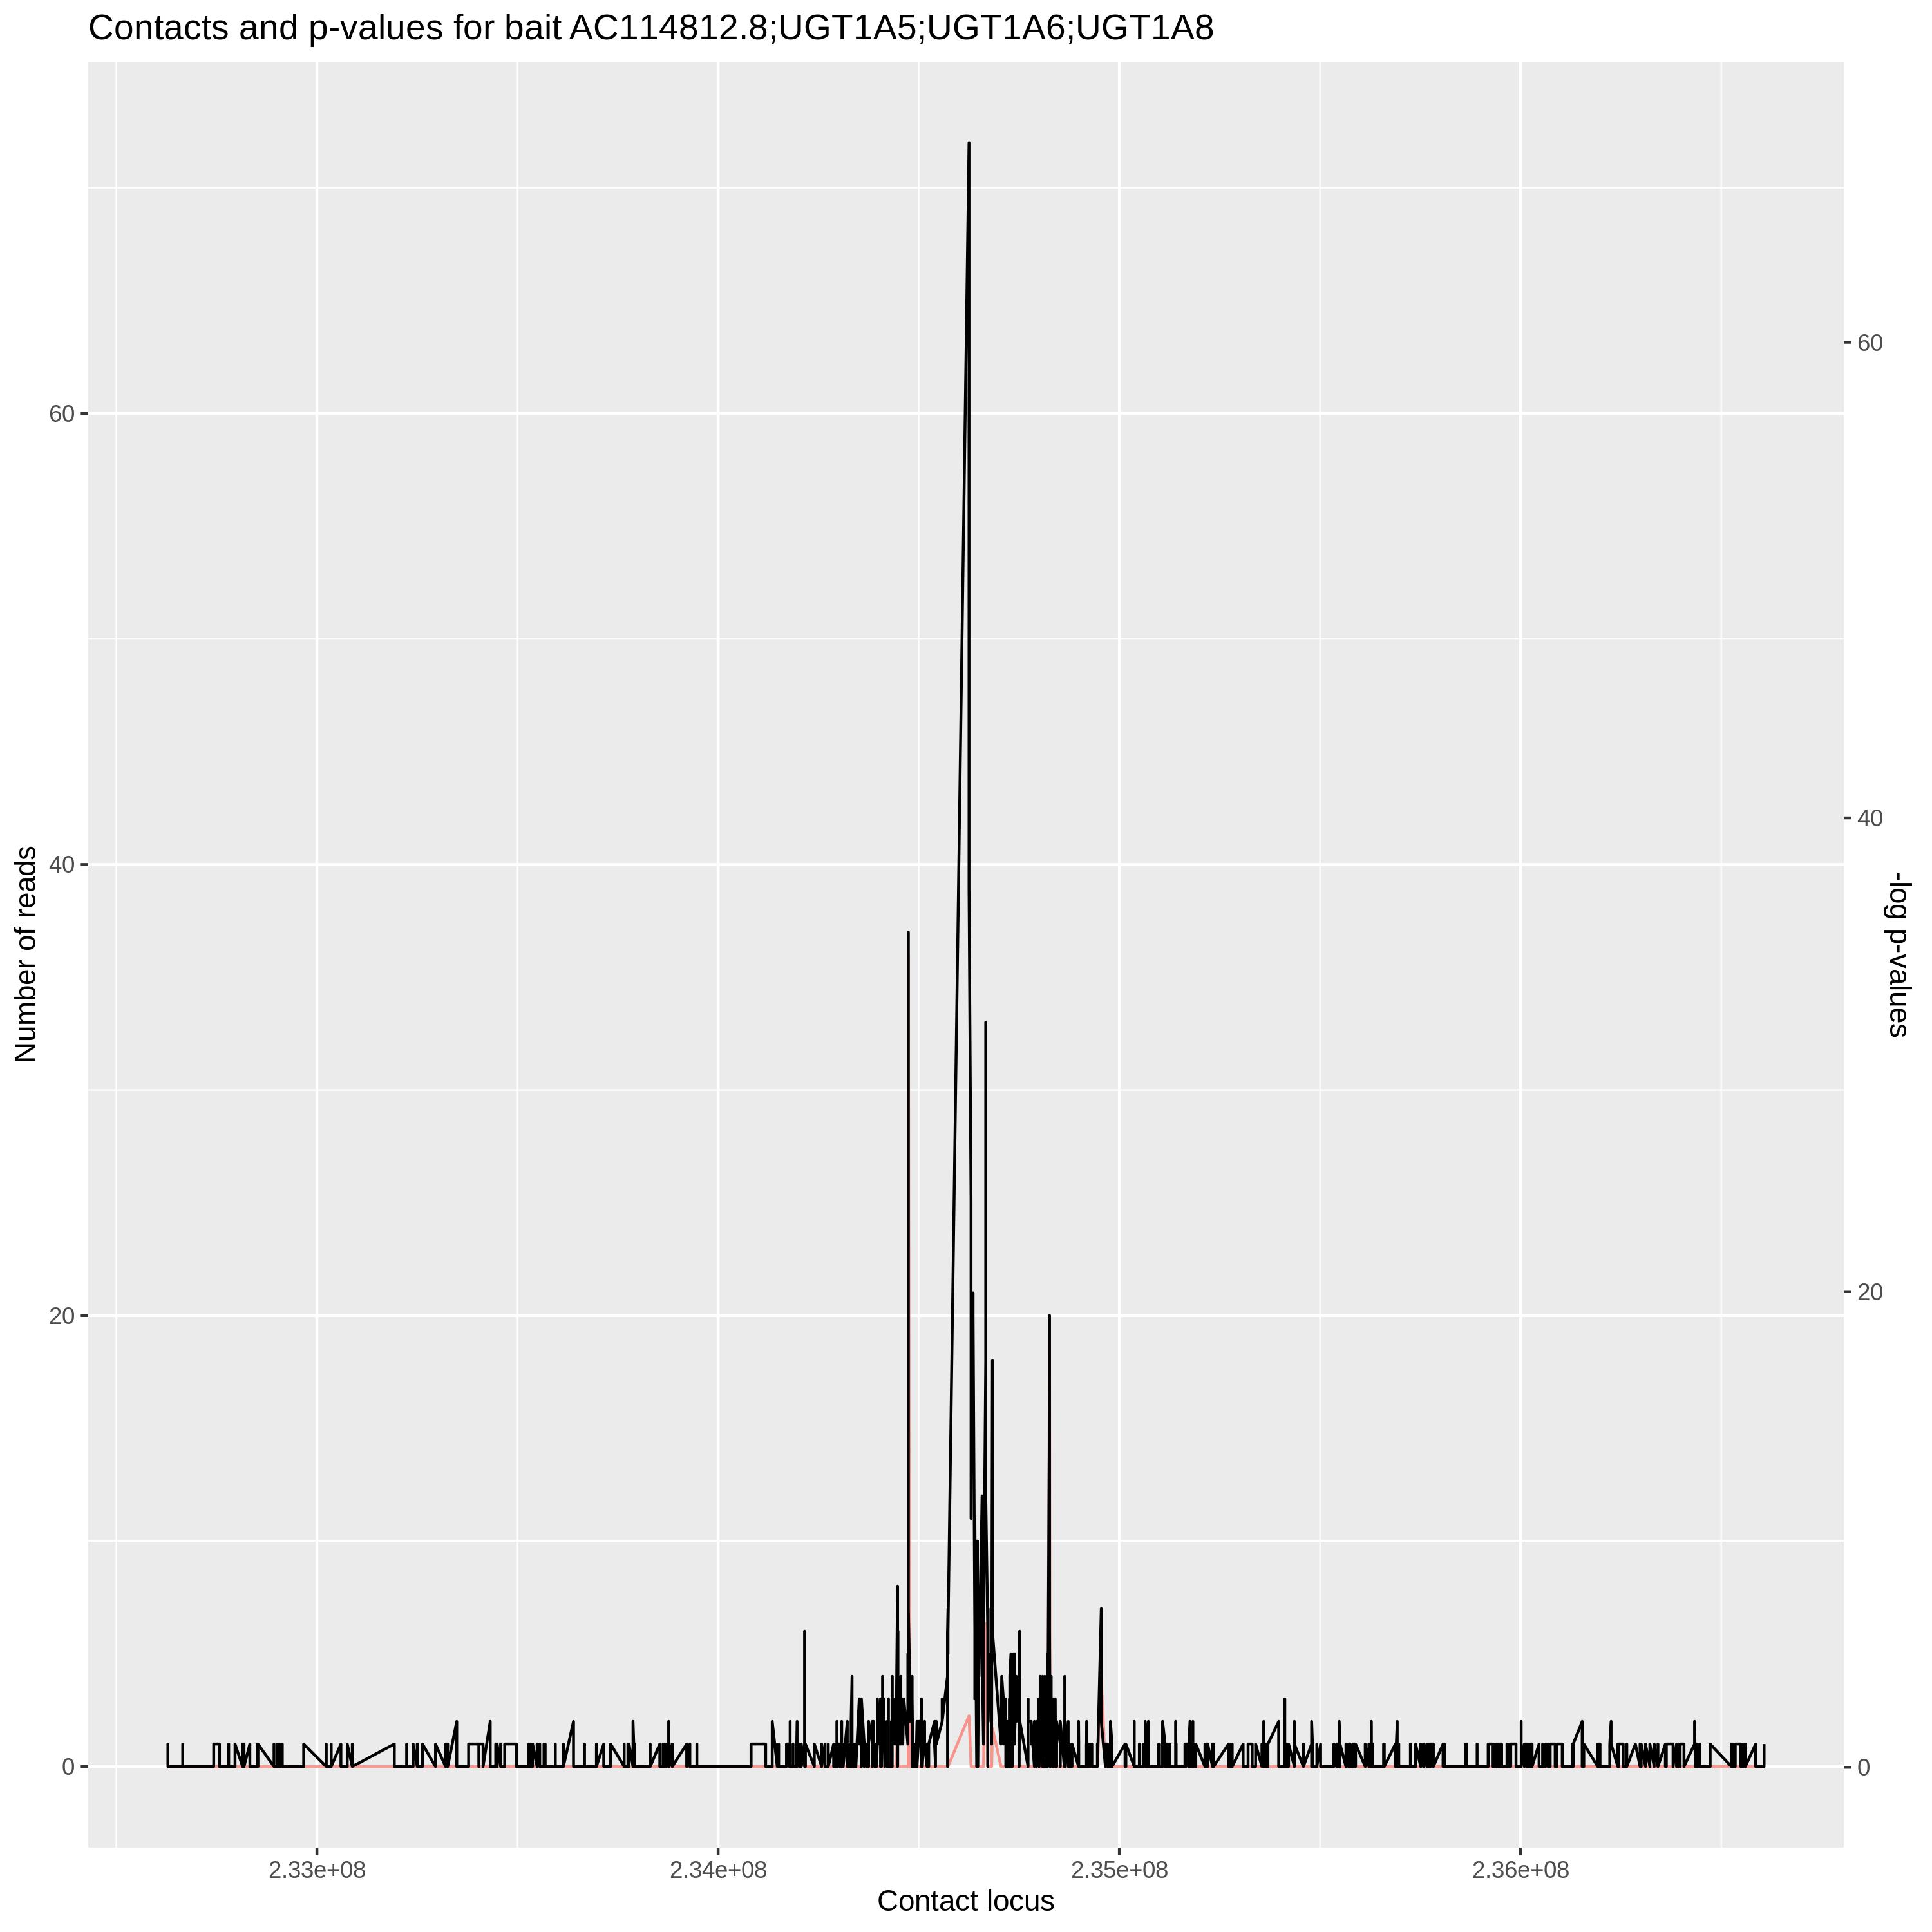 Contacts and p-values for bait AC114812.8;UGT1A5;UGT1A6;UGT1A8
60
40
20
0
Number of reads
60
40
20
0
-log p-values
2.33e+08
2.34e+08
2.35e+08
2.36e+08
Contact locus